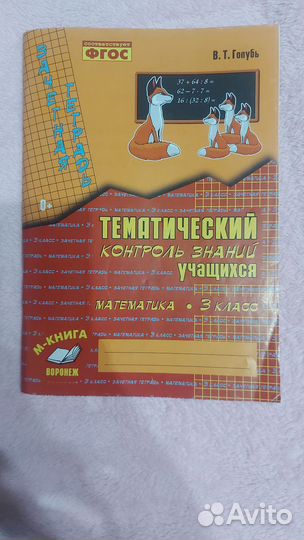 соответствует
ФГОС
В. Т. Голубь
ЗАЧЕТНАЯ
ТЕТРАДЬ
37 + 64 : 8 =
62 − 7 · 7 =
16 : (32 : 8) =
0+
ТЕМАТИЧЕСКИЙ
КОНТРОЛЬ ЗНАНИЙ
УЧАЩИХСЯ
МАТЕМАТИКА • 3 КЛАСС
М-КНИГА
ВОРОНЕЖ
Avito